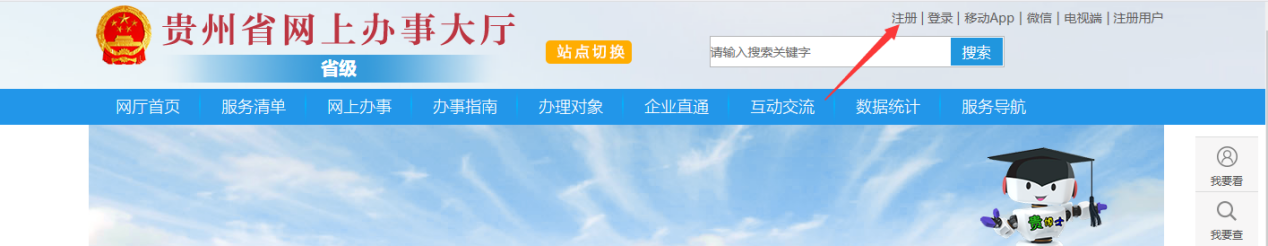 贵州省网上办事大厅
省级
站点切换
注册 | 登录 | 移动App | 微信 | 电视端 | 注册用户
请输入搜索关键字
搜索
网厅首页 服务清单 网上办事 办事指南 办理对象 企业直通 互动交流 数据统计 服务导航
我要看
我要查
贵博士